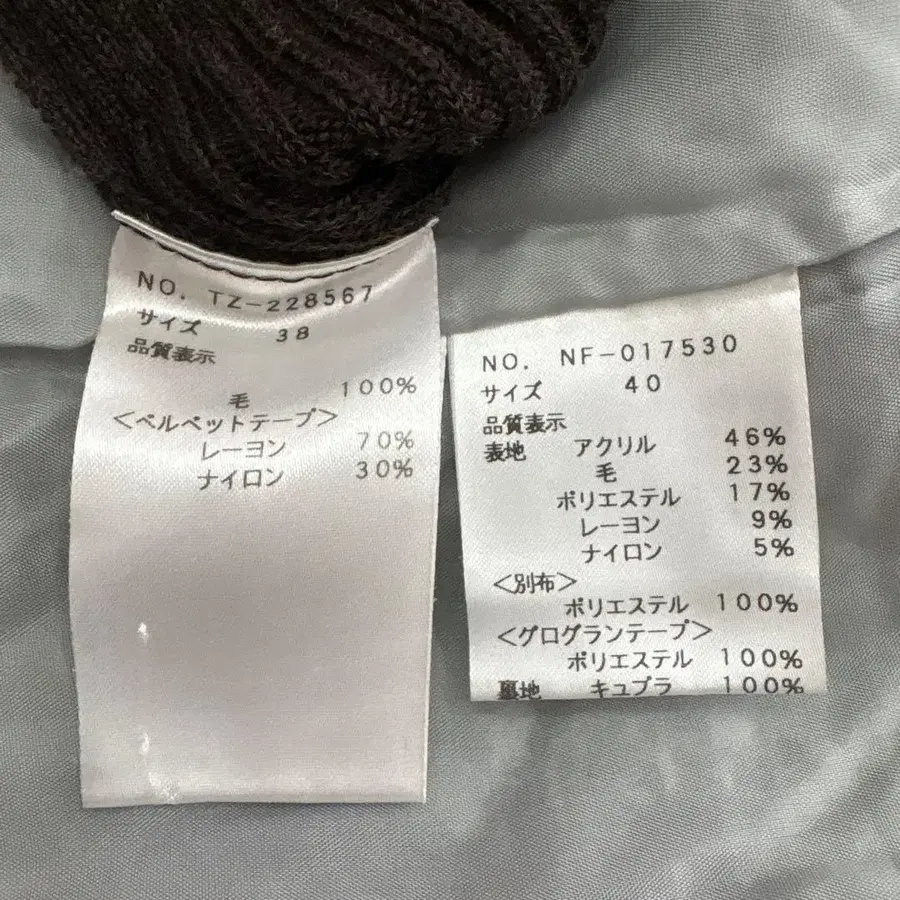 NO. TZ-228567
サイズ 38
品質表示
毛 100%
<ベルベットテープ>
レーヨン 70%
ナイロン 30%
NO. NF-017530
サイズ 40
品質表示
表地 アクリル 46%
毛 23%
ポリエステル 17%
レーヨン 9%
ナイロン 5%
<別布>
ポリエステル 100%
<グログランテープ>
ポリエステル 100%
裏地 キュプラ 100%